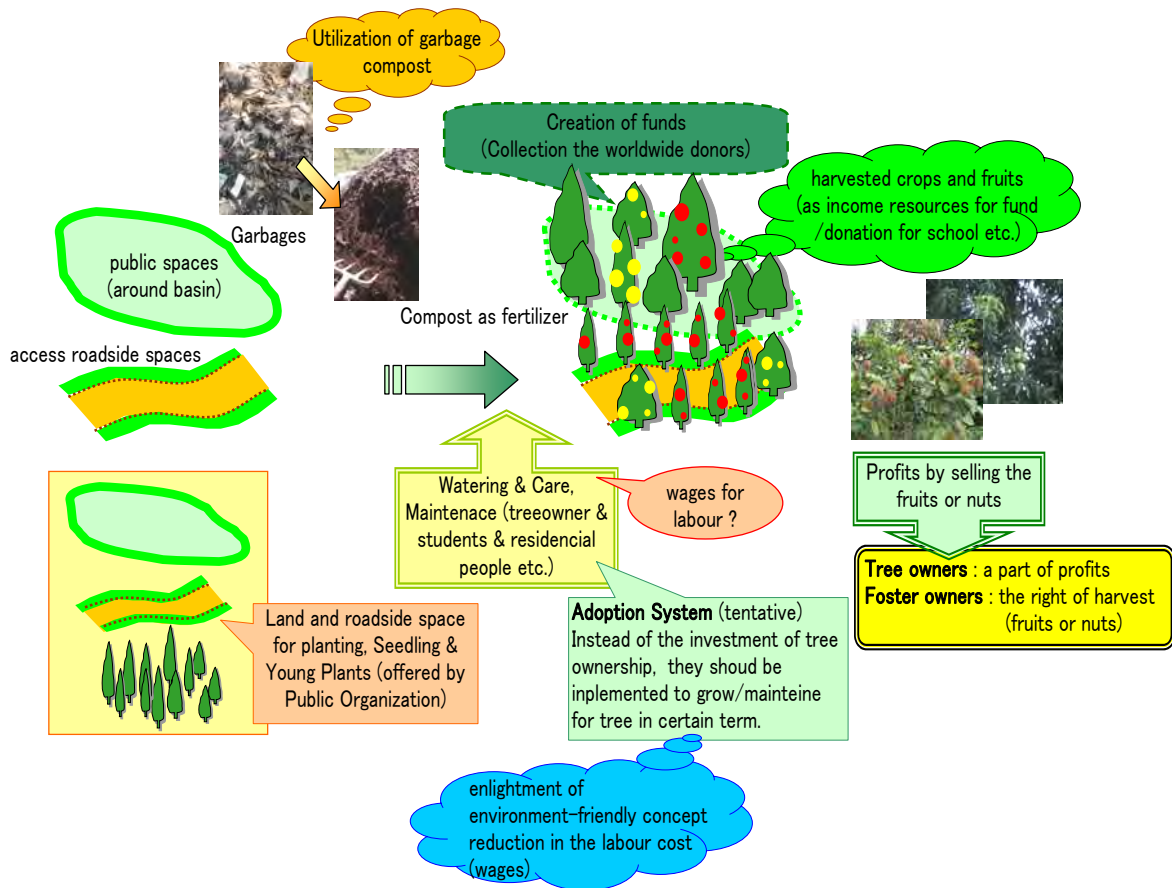 Utilization of garbage
compost
Creation of funds
(Collection the worldwide donors)
harvested crops and fruits
(as income resources for fund
/donation for school etc.)
Garbages
public spaces
(around basin)
Compost as fertilizer
access roadside spaces
Watering & Care,
Maintenace (treeowner &
students & residencial
people etc.)
wages for
labour ?
Profits by selling the
fruits or nuts
Tree owners : a part of profits
Foster owners : the right of harvest
(fruits or nuts)
Land and roadside space
for planting, Seedling &
Young Plants (offered by
Public Organization)
Adoption System (tentative)
Instead of the investment of tree
ownership, they shoud be
inplemented to grow/mainteine
for tree in certain term.
enlightment of
environment-friendly concept
reduction in the labour cost
(wages)